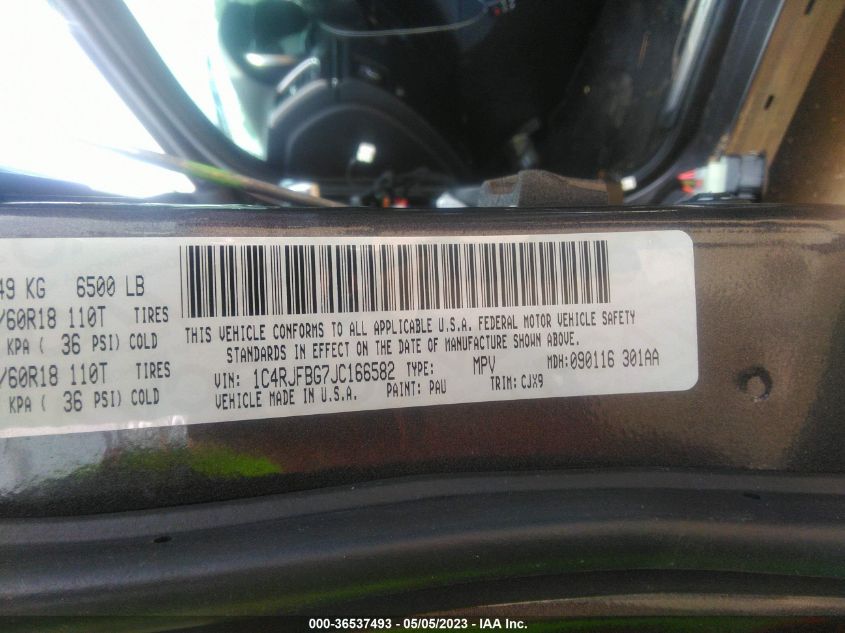 49 KG 6500 LB
/60R18 110T TIRES
KPA ( 36 PSI) COLD
/60R18 110T TIRES
KPA ( 36 PSI) COLD
THIS VEHICLE CONFORMS TO ALL APPLICABLE U.S.A. FEDERAL MOTOR VEHICLE SAFETY
STANDARDS IN EFFECT ON THE DATE OF MANUFACTURE SHOWN ABOVE.
VIN: 1C4RJFBG7JC166582 TYPE: MPV MDH: 090116 301AA
VEHICLE MADE IN U.S.A. PAINT: PAU TRIM: CJX9
000-36537493 - 05/05/2023 - IAA Inc.